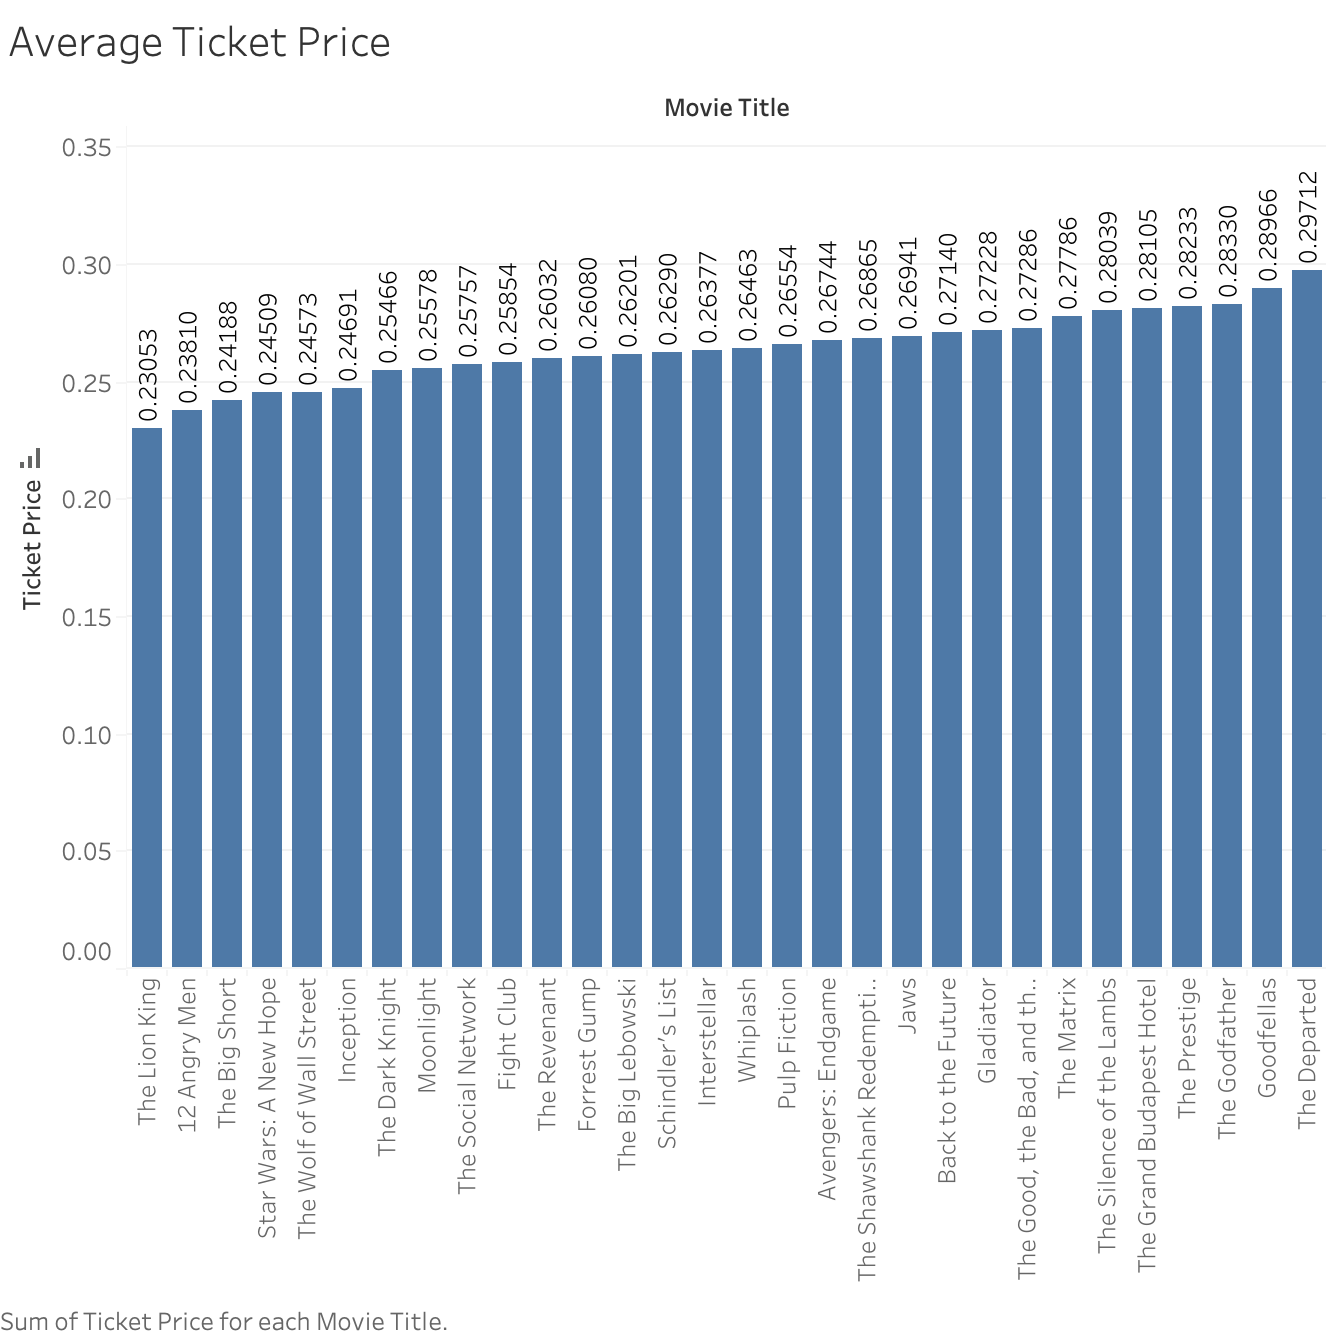 Average Ticket Price
Movie Title
Ticket Price
0.35
0.30
0.25
0.20
0.15
0.10
0.05
0.00
0.23053
0.23810
0.24188
0.24509
0.24573
0.24691
0.25466
0.25578
0.25757
0.25854
0.26032
0.26080
0.26201
0.26290
0.26377
0.26463
0.26554
0.26744
0.26865
0.26941
0.27140
0.27228
0.27286
0.27786
0.28039
0.28105
0.28233
0.28330
0.28966
0.29712
The Lion King
12 Angry Men
The Big Short
Star Wars: A New Hope
The Wolf of Wall Street
Inception
The Dark Knight
Moonlight
The Social Network
Fight Club
The Revenant
Forrest Gump
The Big Lebowski
Schindler’s List
Interstellar
Whiplash
Pulp Fiction
Avengers: Endgame
The Shawshank Redempti..
Jaws
Back to the Future
Gladiator
The Good, the Bad, and th..
The Matrix
The Silence of the Lambs
The Grand Budapest Hotel
The Prestige
The Godfather
Goodfellas
The Departed
Sum of Ticket Price for each Movie Title.